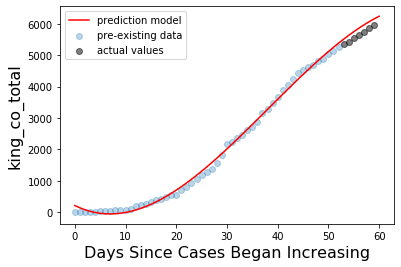 prediction model
pre-existing data
actual values
6000
5000
4000
3000
2000
1000
0
king_co_total
0 10 20 30 40 50 60
Days Since Cases Began Increasing